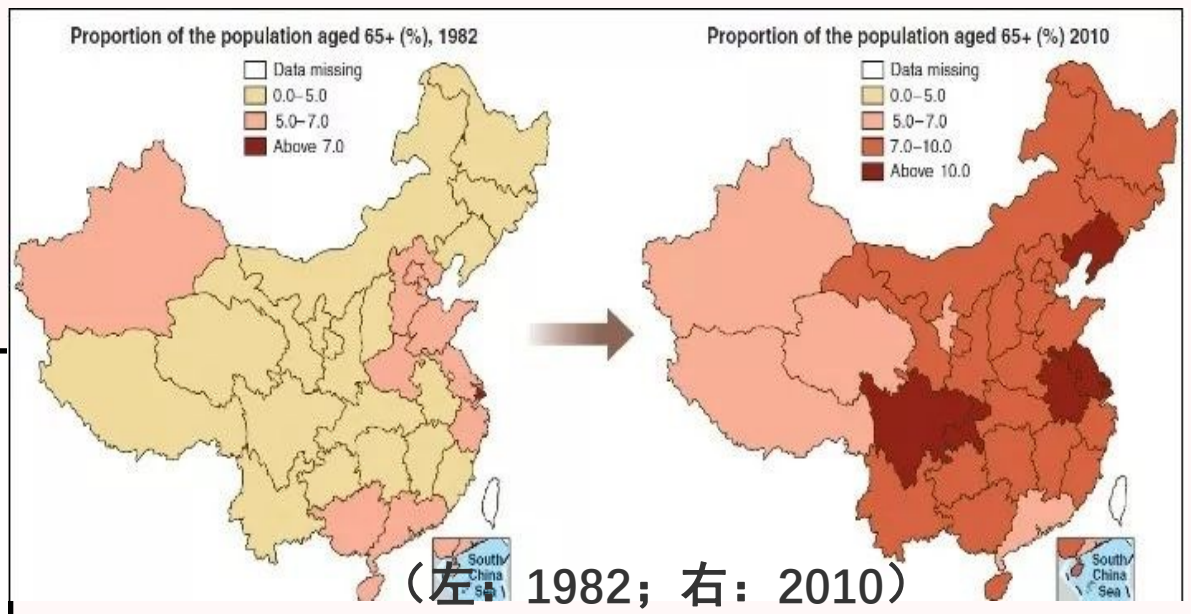 Proportion of the population aged 65+ (%), 1982
Data missing
0.0–5.0
5.0–7.0
Above 7.0
South
China
Sea
Proportion of the population aged 65+ (%) 2010
Data missing
0.0–5.0
5.0–7.0
7.0–10.0
Above 10.0
South
China
Sea
（左：1982；右：2010）